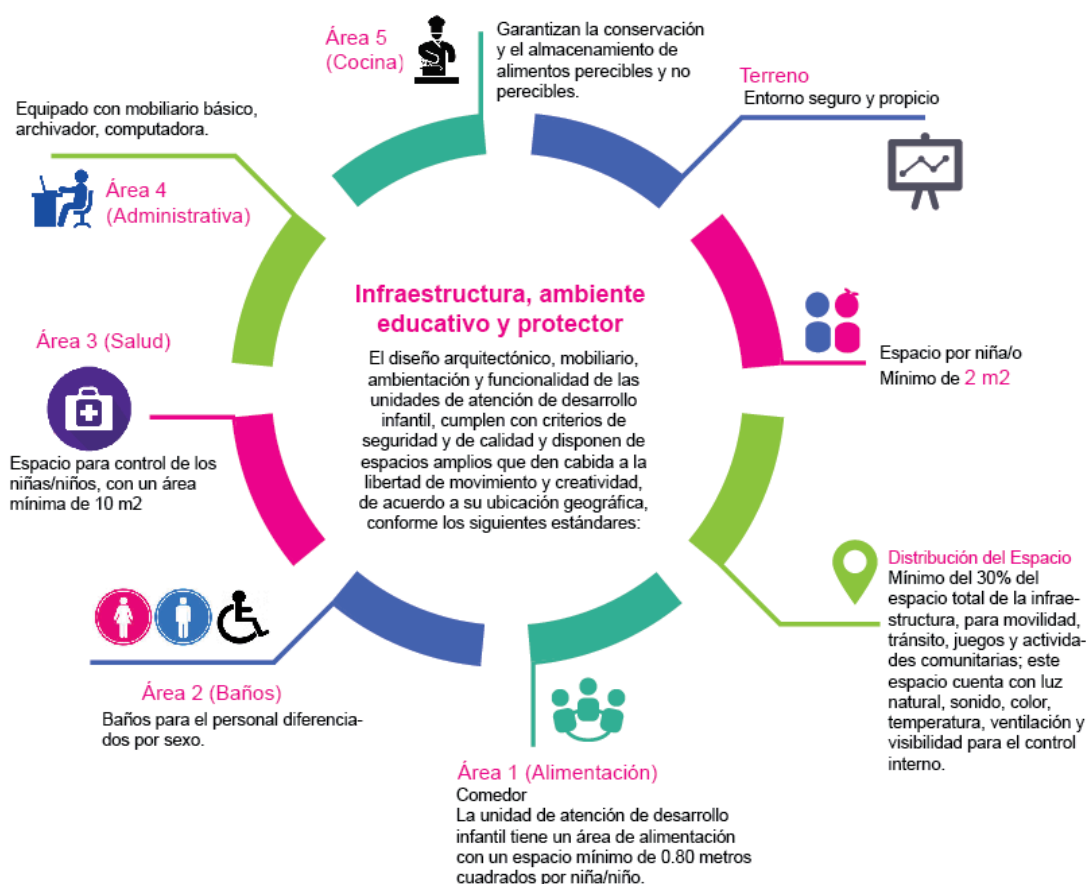 Área 5
(Cocina)
Garantizan la conservación
y el almacenamiento de
alimentos perecibles y no
perecibles.
Terreno
Entorno seguro y propicio
Equipado con mobiliario básico,
archivador, computadora.
Área 4
(Administrativa)
Infraestructura, ambiente
educativo y protector
El diseño arquitectónico, mobiliario,
ambientación y funcionalidad de las
unidades de atención de desarrollo
infantil, cumplen con criterios de
seguridad y de calidad y disponen de
espacios amplios que den cabida a la
libertad de movimiento y creatividad,
de acuerdo a su ubicación geográfica,
conforme los siguientes estándares:
Espacio por niña/o
Mínimo de 2 m2
Área 3 (Salud)
Espacio para control de los
niñas/niños, con un área
mínima de 10 m2
Distribución del Espacio
Mínimo del 30% del
espacio total de la infrae-
structura, para movilidad,
tránsito, juegos y activida-
des comunitarias; este
espacio cuenta con luz
natural, sonido, color,
temperatura, ventilación y
visibilidad para el control
interno.
Área 2 (Baños)
Baños para el personal diferencia-
dos por sexo.
Área 1 (Alimentación)
Comedor
La unidad de atención de desarrollo
infantil tiene un área de alimentación
con un espacio mínimo de 0.80 metros
cuadrados por niña/niño.